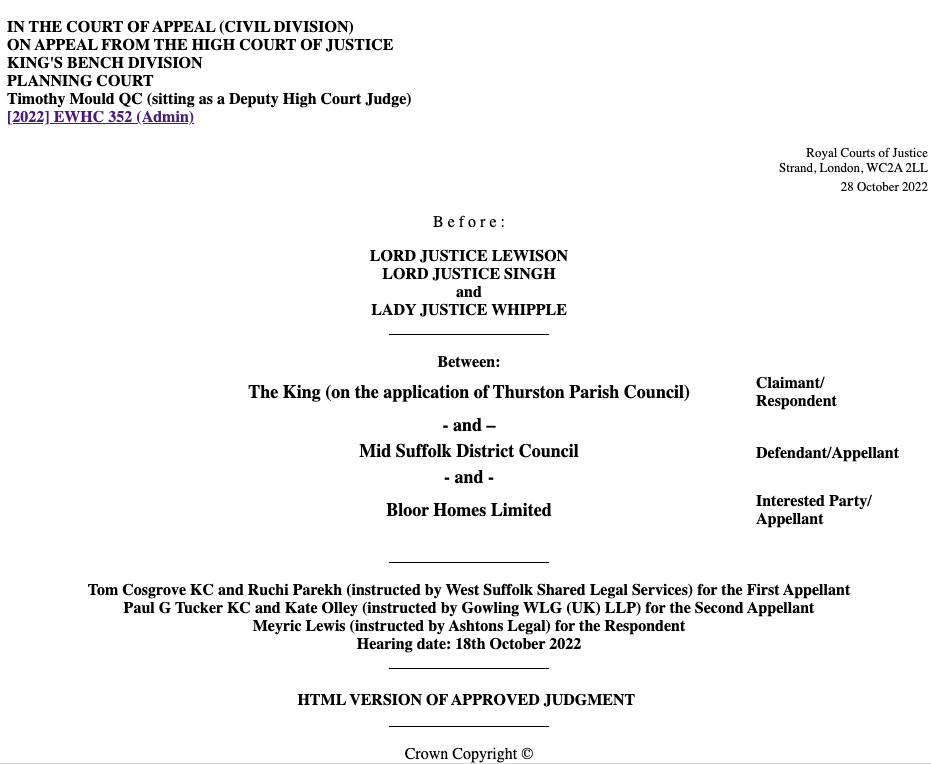 IN THE COURT OF APPEAL (CIVIL DIVISION)
ON APPEAL FROM THE HIGH COURT OF JUSTICE
KING'S BENCH DIVISION
PLANNING COURT
Timothy Mould QC (sitting as a Deputy High Court Judge)
[2022] EWHC 352 (Admin)
Royal Courts of Justice
Strand, London, WC2A 2LL
28 October 2022
B e f o r e :
LORD JUSTICE LEWISON
LORD JUSTICE SINGH
and
LADY JUSTICE WHIPPLE
Between:
The King (on the application of Thurston Parish Council)
Claimant/
Respondent
- and –
Mid Suffolk District Council
Defendant/Appellant
- and -
Bloor Homes Limited
Interested Party/
Appellant
Tom Cosgrove KC and Ruchi Parekh (instructed by West Suffolk Shared Legal Services) for the First Appellant
Paul G Tucker KC and Kate Olley (instructed by Gowling WLG (UK) LLP) for the Second Appellant
Meyric Lewis (instructed by Ashtons Legal) for the Respondent
Hearing date: 18th October 2022
HTML VERSION OF APPROVED JUDGMENT
Crown Copyright ©